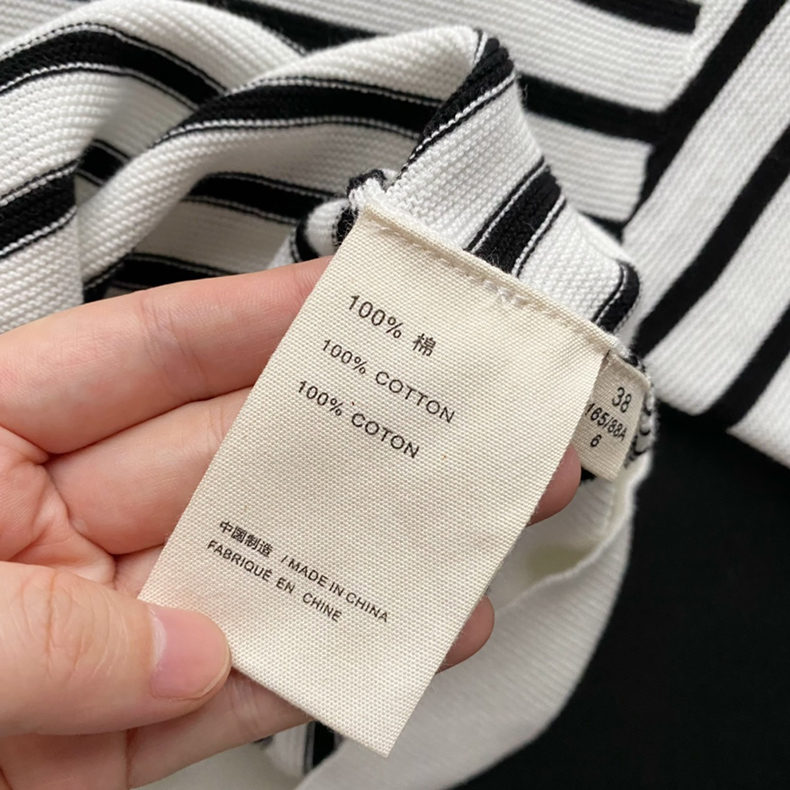 100% 棉
100% COTTON
100% COTON
中国制造 / MADE IN CHINA
FABRIQUÉ EN CHINE
38
165/88A
6